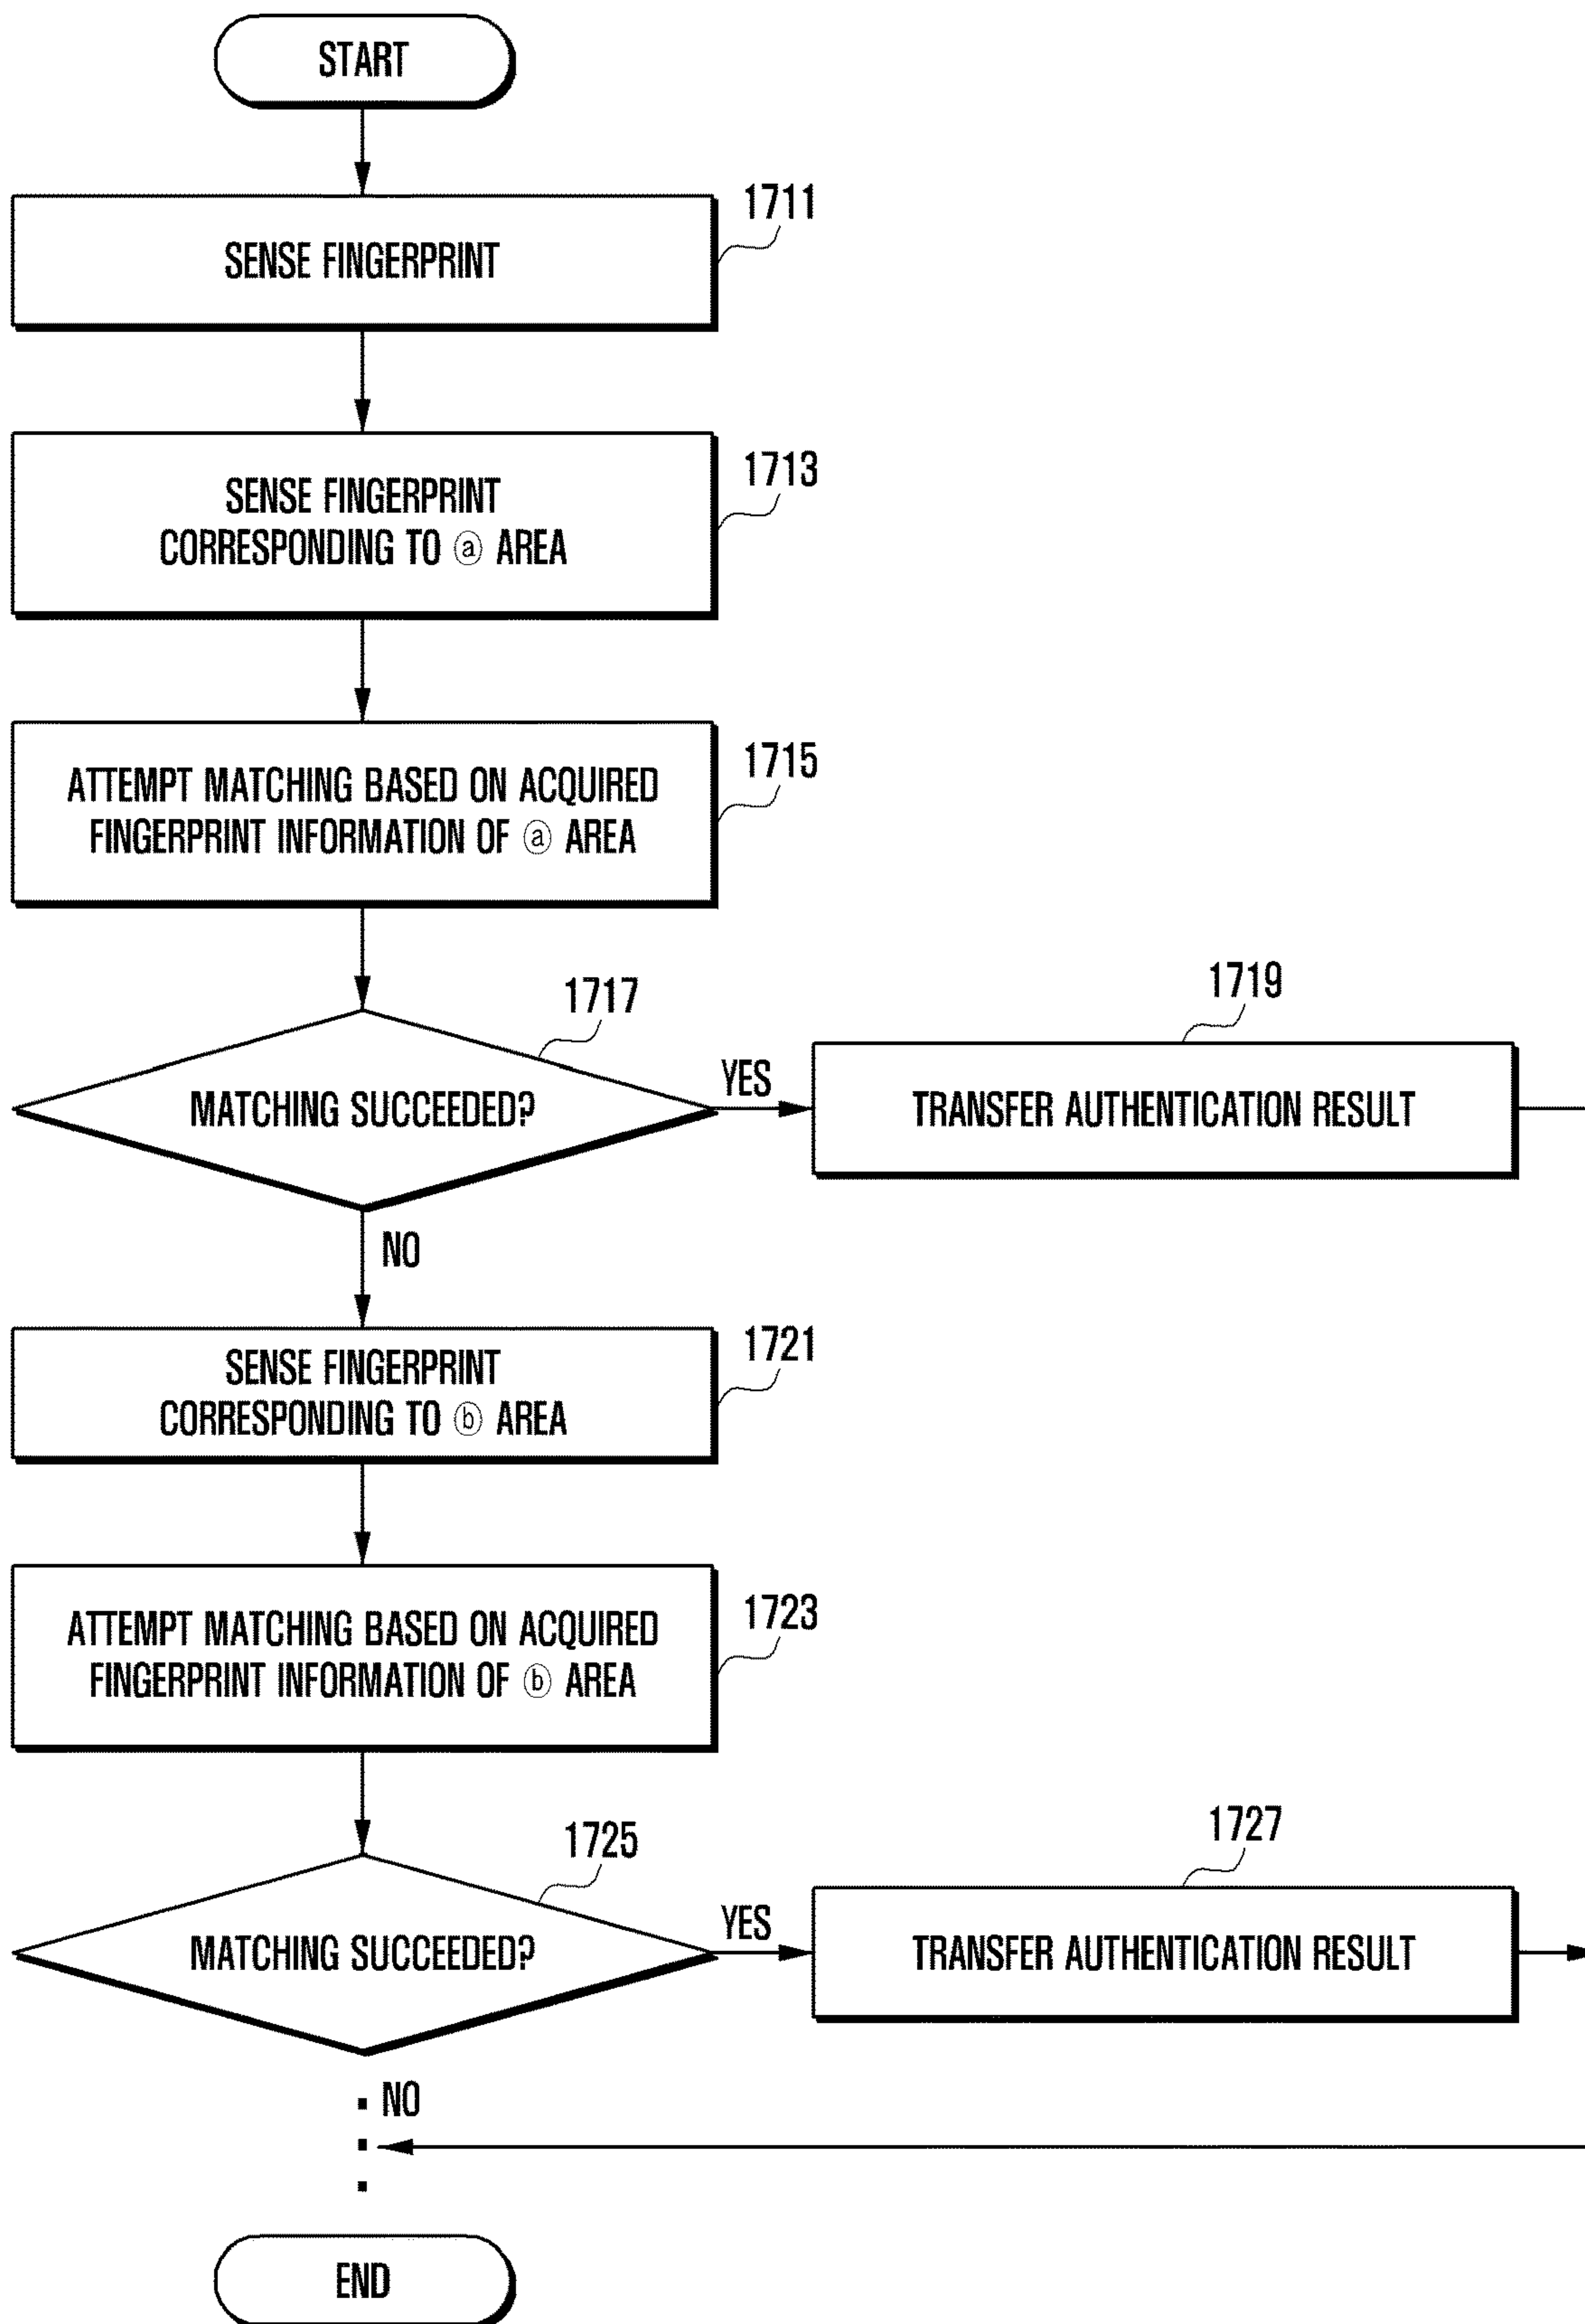 START
1711
SENSE FINGERPRINT
1713
SENSE FINGERPRINT
CORRESPONDING TO ⓐ AREA
1715
ATTEMPT MATCHING BASED ON ACQUIRED
FINGERPRINT INFORMATION OF ⓐ AREA
1717
MATCHING SUCCEEDED?
YES
1719
TRANSFER AUTHENTICATION RESULT
NO
1721
SENSE FINGERPRINT
CORRESPONDING TO ⓑ AREA
1723
ATTEMPT MATCHING BASED ON ACQUIRED
FINGERPRINT INFORMATION OF ⓑ AREA
1725
MATCHING SUCCEEDED?
YES
1727
TRANSFER AUTHENTICATION RESULT
NO
END